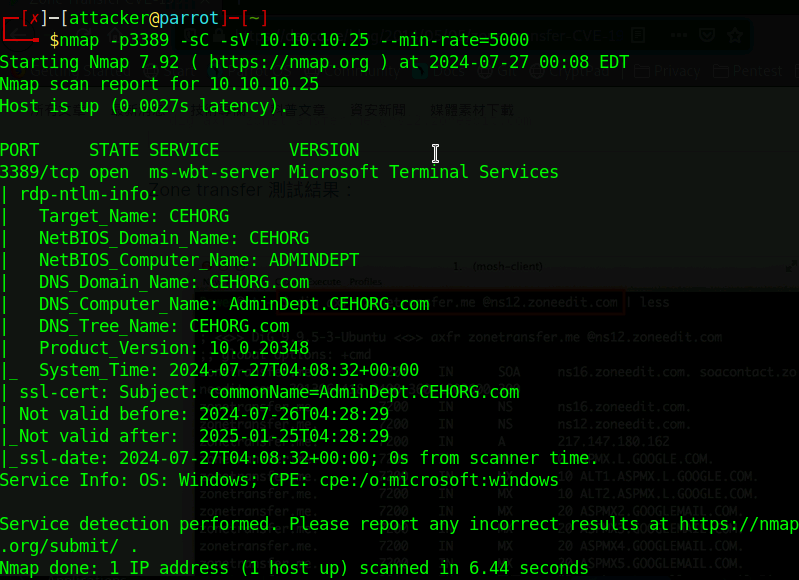 ┌─[✗]─[attacker@parrot]─[~]
└──╼ $nmap -p3389 -sC -sV 10.10.10.25 --min-rate=5000
Starting Nmap 7.92 ( https://nmap.org ) at 2024-07-27 00:08 EDT
Nmap scan report for 10.10.10.25
Host is up (0.0027s latency).
PORT     STATE SERVICE       VERSION
3389/tcp open  ms-wbt-server Microsoft Terminal Services
| rdp-ntlm-info:
|   Target_Name: CEHORG
|   NetBIOS_Domain_Name: CEHORG
|   NetBIOS_Computer_Name: ADMINDEPT
|   DNS_Domain_Name: CEHORG.com
|   DNS_Computer_Name: AdminDept.CEHORG.com
|   DNS_Tree_Name: CEHORG.com
|   Product_Version: 10.0.20348
|_  System_Time: 2024-07-27T04:08:32+00:00
| ssl-cert: Subject: commonName=AdminDept.CEHORG.com
| Not valid before: 2024-07-26T04:28:29
|_Not valid after:  2025-01-25T04:28:29
|_ssl-date: 2024-07-27T04:08:32+00:00; 0s from scanner time.
Service Info: OS: Windows; CPE: cpe:/o:microsoft:windows
Service detection performed. Please report any incorrect results at https://nmap
.org/submit/ .
Nmap done: 1 IP address (1 host up) scanned in 6.44 seconds